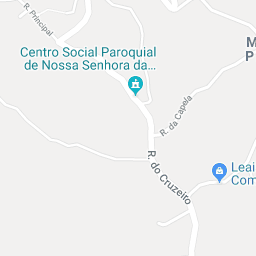 R. Principal
Centro Social Paroquial
de Nossa Senhora da...
M
P
R. da Capela
R. do Cruzeiro
Leai
Com